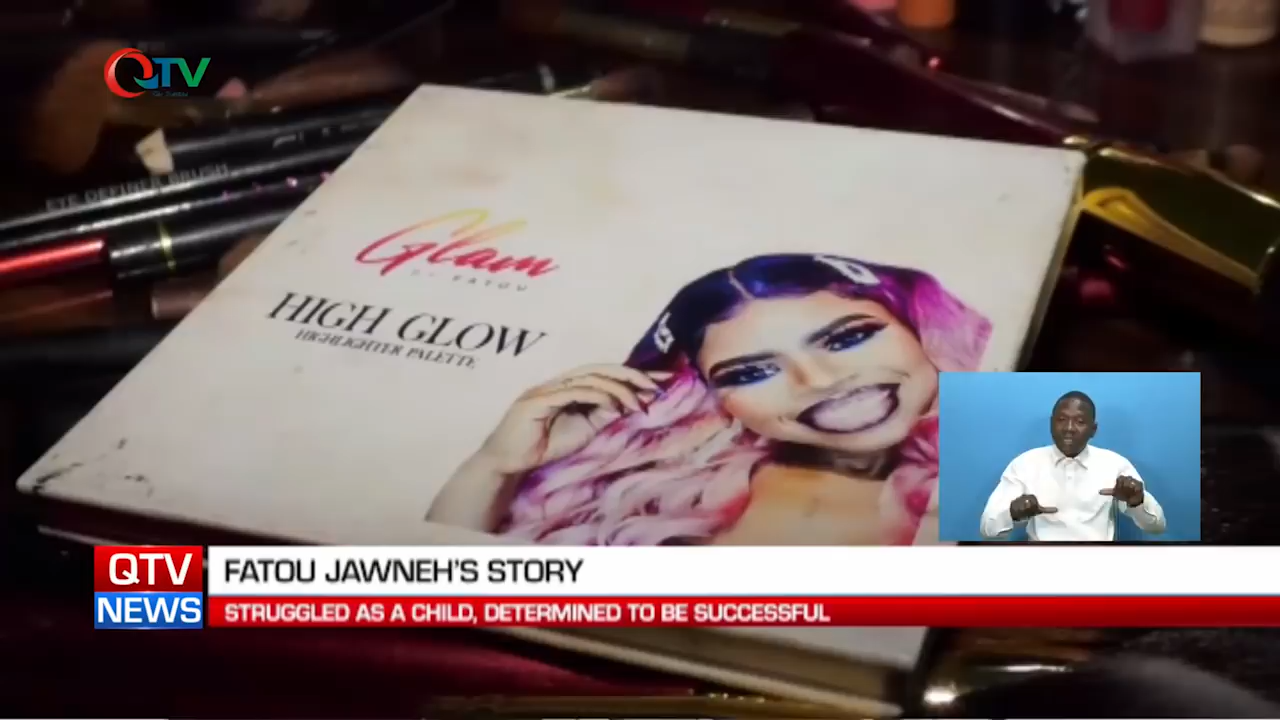 QTV
EYE DEFINER BRUSH
Glam
BY FATOU
HIGH GLOW
HIGHLIGHTER PALETTE
QTV
NEWS
FATOU JAWNEH'S STORY
STRUGGLED AS A CHILD, DETERMINED TO BE SUCCESSFUL